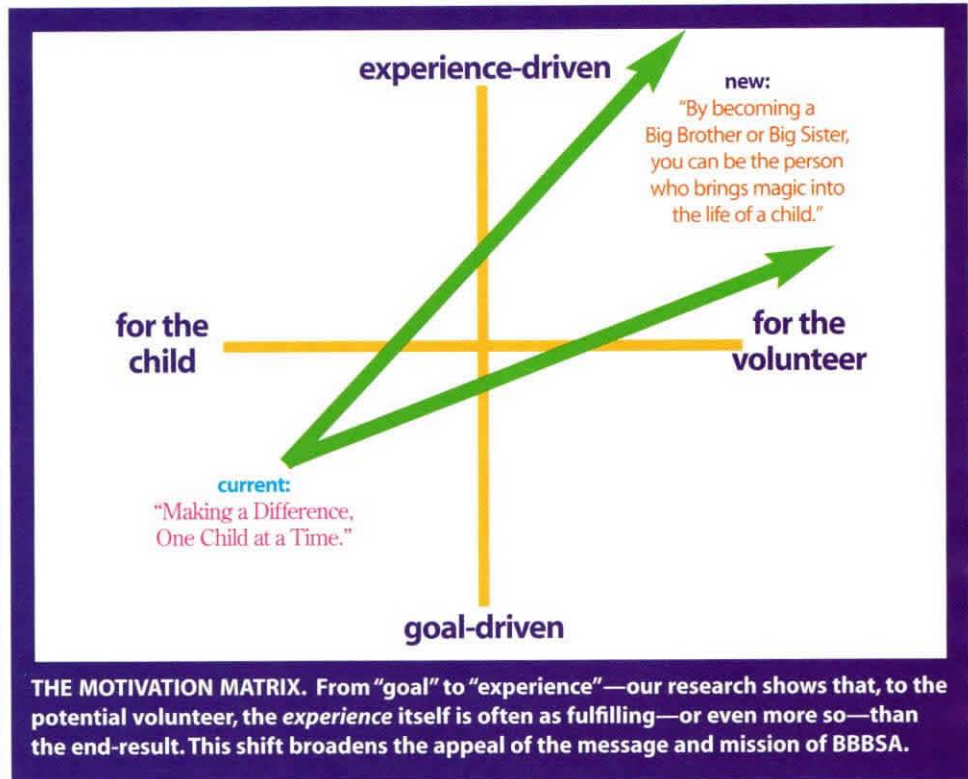 experience-driven
new:
“By becoming a
Big Brother or Big Sister,
you can be the person
who brings magic into
the life of a child.”
for the
child
for the
volunteer
current:
“Making a Difference,
One Child at a Time.”
goal-driven
THE MOTIVATION MATRIX. From “goal” to “experience”—our research shows that, to the
potential volunteer, the experience itself is often as fulfilling—or even more so—than
the end-result. This shift broadens the appeal of the message and mission of BBBSA.